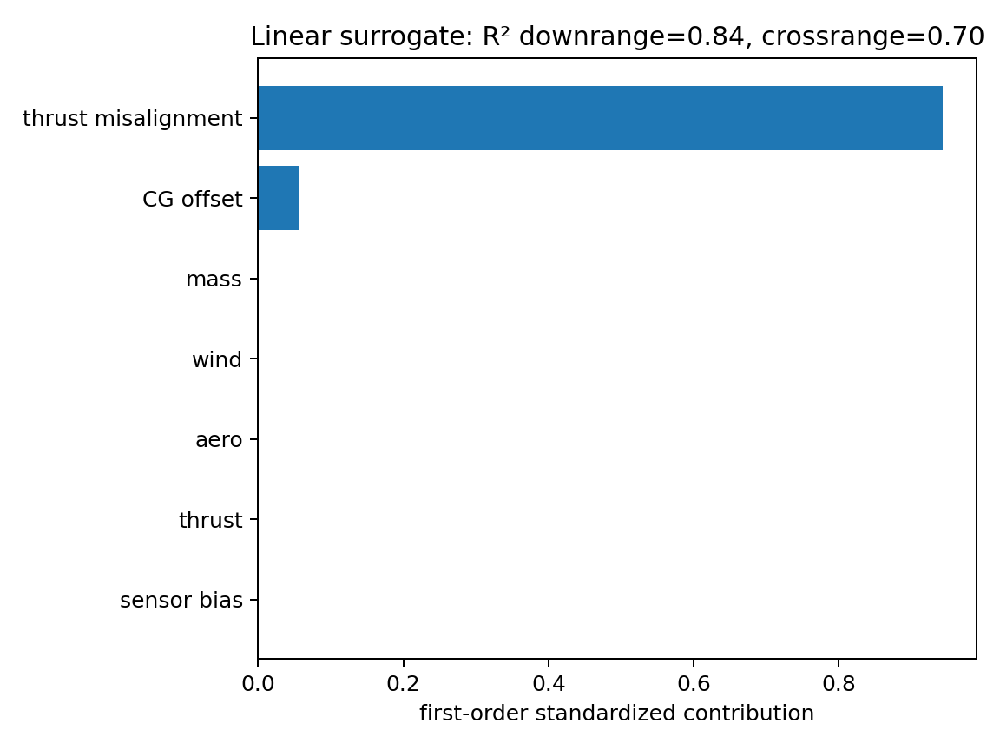 Linear surrogate: R² downrange=0.84, crossrange=0.70
thrust misalignment
CG offset
mass
wind
aero
thrust
sensor bias
0.0 0.2 0.4 0.6 0.8
first-order standardized contribution